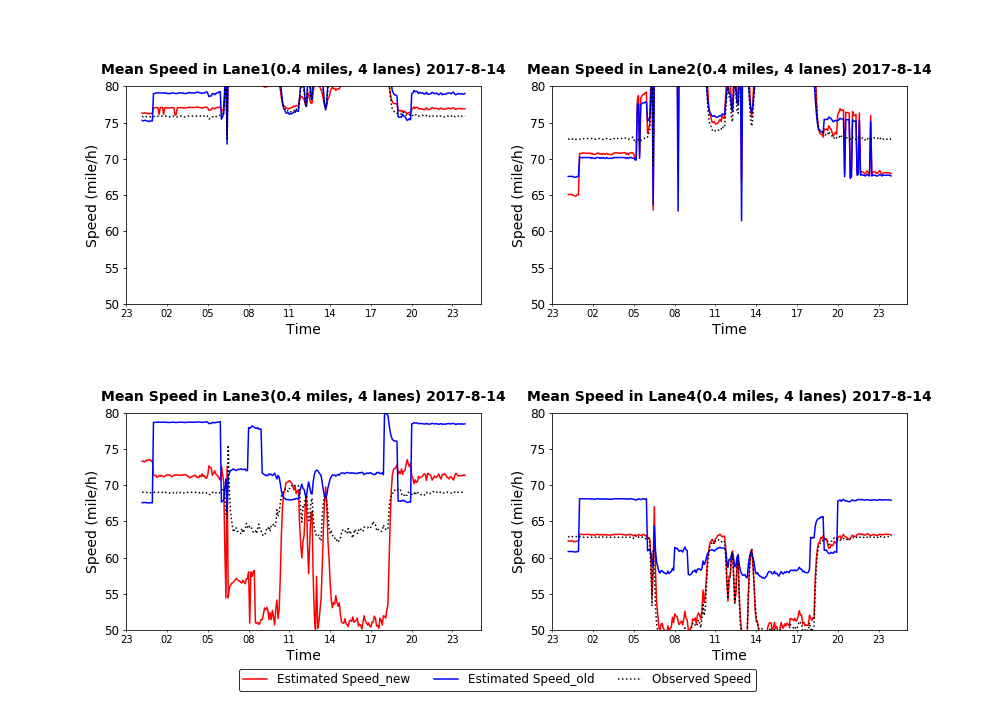 Mean Speed in Lane1(0.4 miles, 4 lanes) 2017-8-14
80
75
70
65
60
55
50
Speed (mile/h)
23 02 05 08 11 14 17 20 23
Time
Mean Speed in Lane2(0.4 miles, 4 lanes) 2017-8-14
80
75
70
65
60
55
50
Speed (mile/h)
23 02 05 08 11 14 17 20 23
Time
Mean Speed in Lane3(0.4 miles, 4 lanes) 2017-8-14
80
75
70
65
60
55
50
Speed (mile/h)
23 02 05 08 11 14 17 20 23
Time
Mean Speed in Lane4(0.4 miles, 4 lanes) 2017-8-14
80
75
70
65
60
55
50
Speed (mile/h)
23 02 05 08 11 14 17 20 23
Time
Estimated Speed_new Estimated Speed_old Observed Speed